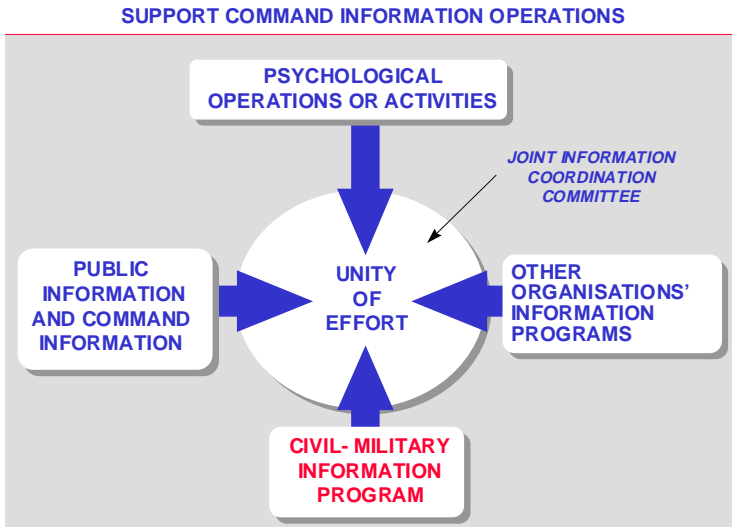 SUPPORT COMMAND INFORMATION OPERATIONS
PSYCHOLOGICAL
OPERATIONS OR ACTIVITIES
JOINT INFORMATION
COORDINATION
COMMITTEE
PUBLIC
INFORMATION
AND COMMAND
INFORMATION
UNITY
OF
EFFORT
OTHER
ORGANISATIONS'
INFORMATION
PROGRAMS
CIVIL- MILITARY
INFORMATION
PROGRAM